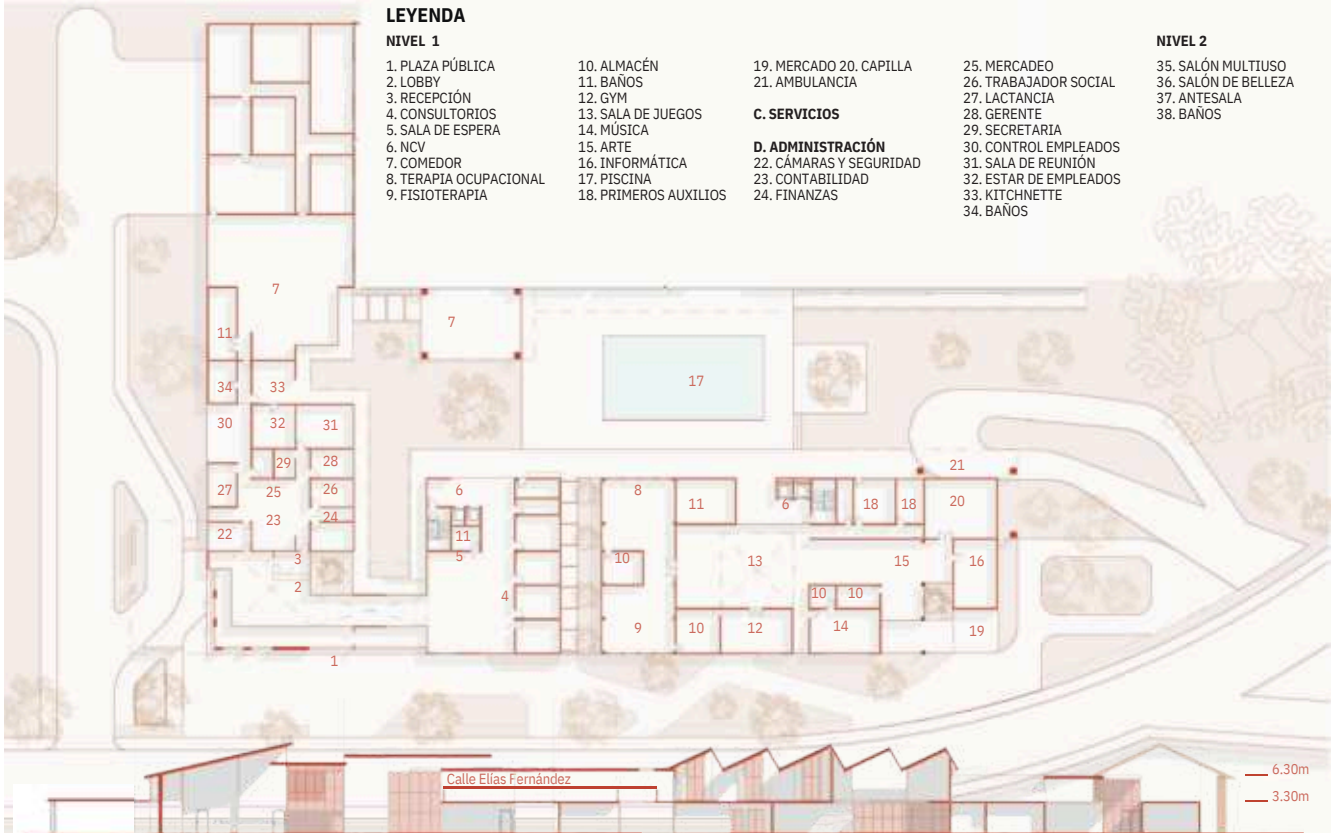 LEYENDA
NIVEL 1
1. PLAZA PÚBLICA
2. LOBBY
3. RECEPCIÓN
4. CONSULTORIOS
5. SALA DE ESPERA
6. NCV
7. COMEDOR
8. TERAPIA OCUPACIONAL
9. FISIOTERAPIA
10. ALMACÉN
11. BAÑOS
12. GYM
13. SALA DE JUEGOS
14. MÚSICA
15. ARTE
16. INFORMÁTICA
17. PISCINA
18. PRIMEROS AUXILIOS
19. MERCADO 20. CAPILLA
21. AMBULANCIA
C. SERVICIOS
D. ADMINISTRACIÓN
22. CÁMARAS Y SEGURIDAD
23. CONTABILIDAD
24. FINANZAS
25. MERCADEO
26. TRABAJADOR SOCIAL
27. LACTANCIA
28. GERENTE
29. SECRETARIA
30. CONTROL EMPLEADOS
31. SALA DE REUNIÓN
32. ESTAR DE EMPLEADOS
33. KITCHNETTE
34. BAÑOS
NIVEL 2
35. SALÓN MULTIUSO
36. SALÓN DE BELLEZA
37. ANTESALA
38. BAÑOS
7
7
11
17
34 33
30 32 31
29 28
21
27 25 26
6
8
11
6
18 18 20
22 23 24
11
3
5
10
13
15
16
2
4
10 10
9
10
12
14
19
1
Calle Elías Fernández
6.30m
3.30m